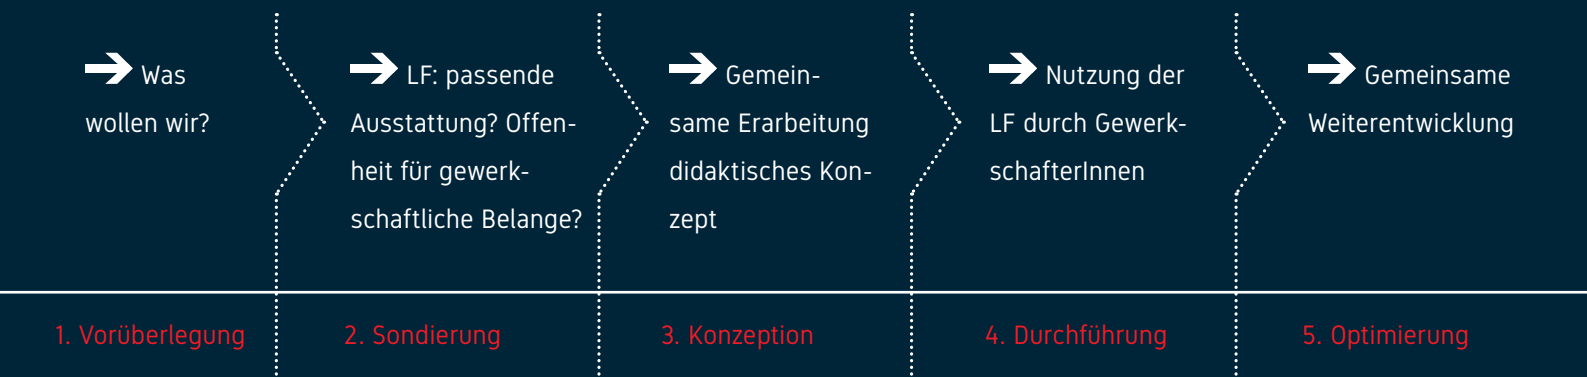 Was
wollen wir?
LF: passende
Ausstattung? Offen-
heit für gewerk-
schaftliche Belange?
Gemein-
same Erarbeitung
didaktisches Kon-
zept
Nutzung der
LF durch Gewerk-
schafterInnen
Gemeinsame
Weiterentwicklung
1. Vorüberlegung
2. Sondierung
3. Konzeption
4. Durchführung
5. Optimierung